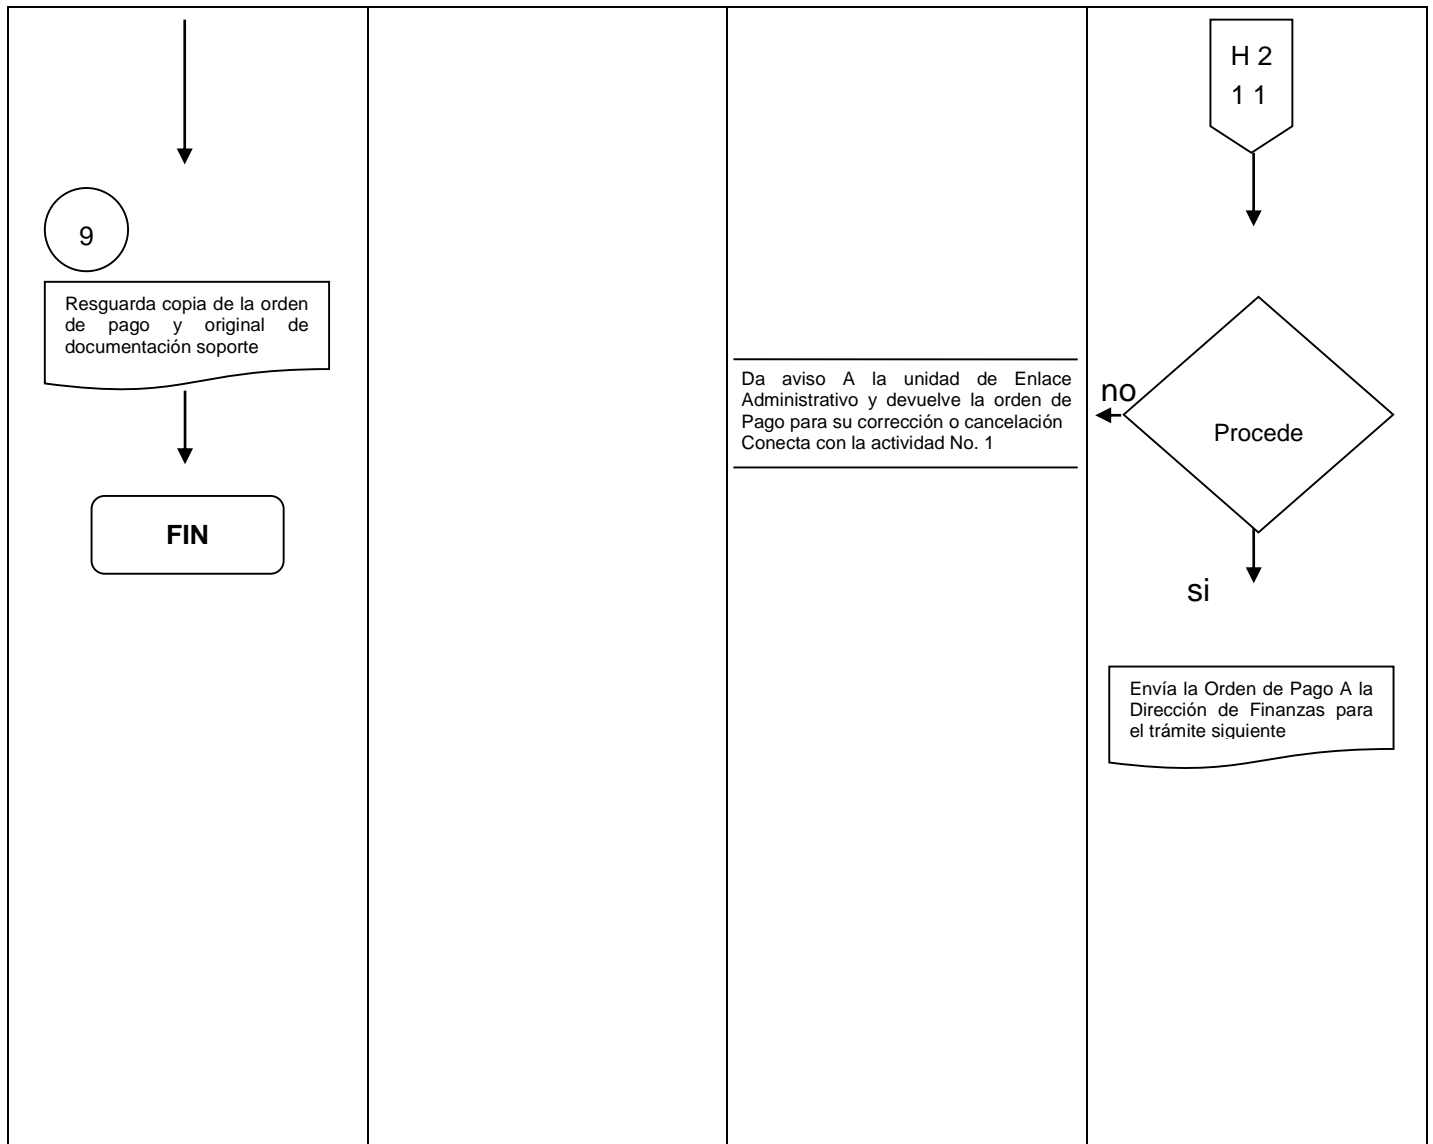 9
Resguarda copia de la orden
de pago y original de
documentación soporte
FIN
Da aviso A la unidad de Enlace
Administrativo y devuelve la orden de
Pago para su corrección o cancelación
Conecta con la actividad No. 1
H 2
1 1
no
Procede
si
Envía la Orden de Pago A la
Dirección de Finanzas para
el trámite siguiente